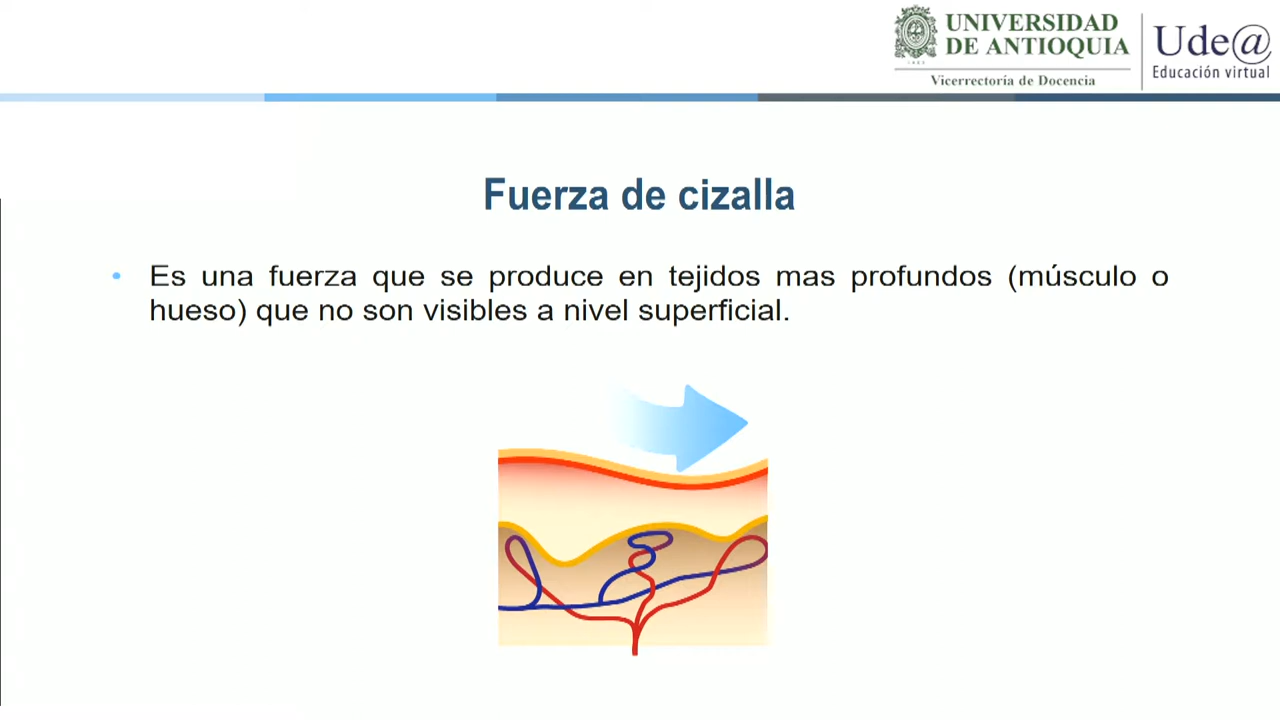 UNIVERSIDAD
DE ANTIOQUIA
Vicerrectoría de Docencia
Ude@
Educación virtual
Fuerza de cizalla
Es una fuerza que se produce en tejidos mas profundos (músculo o
hueso) que no son visibles a nivel superficial.